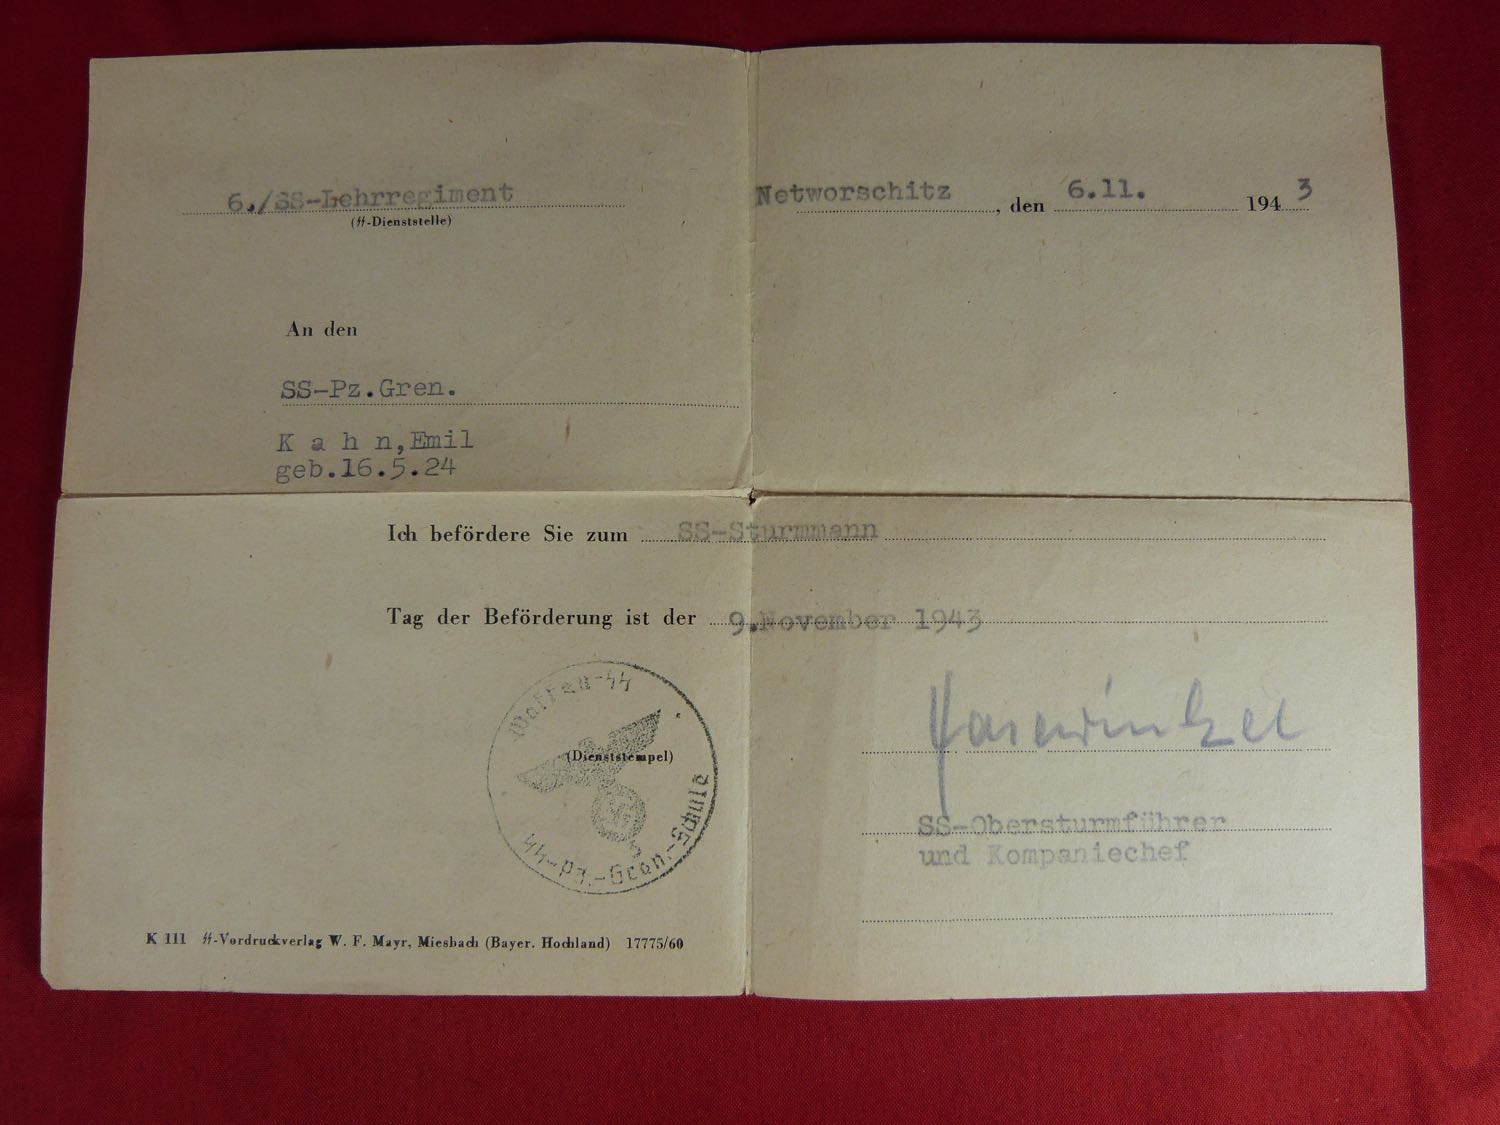 6./SS-Lehrregiment
(ᛋᛋ-Dienststelle)
Networschitz, den 6.11. 1943
An den
SS-Pz.Gren.
K a h n,Emil
geb.16.5.24
Ich befördere Sie zum SS-Sturmmann
Tag der Beförderung ist der 9.November 1943
Waffen-ᛋᛋ
(Dienststempel)
ᛋᛋ-Pz.-Gren.-Schule
SS-Obersturmführer
und Kompaniechef
K 111 ᛋᛋ-Vordruckverlag W. F. Mayr, Miesbach (Bayer. Hochland) 17775/60